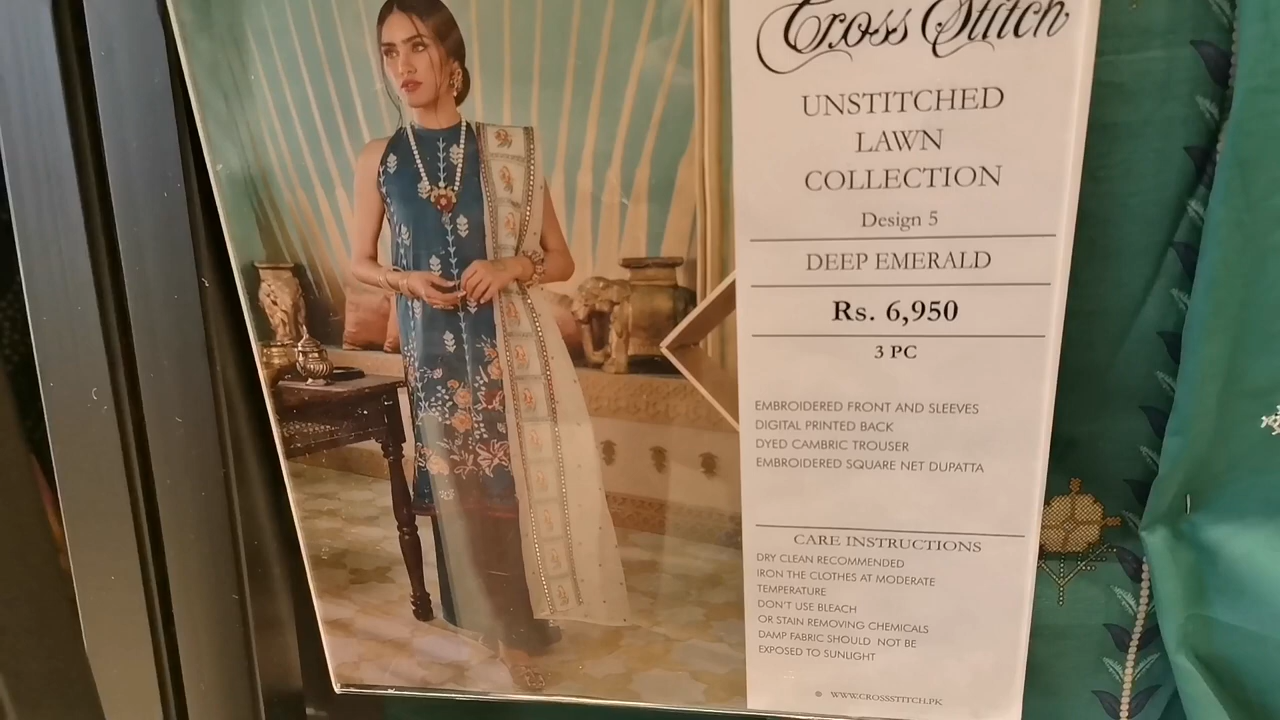 Cross Stitch
UNSTITCHED
LAWN
COLLECTION
Design 5
DEEP EMERALD
Rs. 6,950
3 PC
EMBROIDERED FRONT AND SLEEVES
DIGITAL PRINTED BACK
DYED CAMBRIC TROUSER
EMBROIDERED SQUARE NET DUPATTA
CARE INSTRUCTIONS
DRY CLEAN RECOMMENDED
IRON THE CLOTHES AT MODERATE
TEMPERATURE
DON'T USE BLEACH
OR STAIN REMOVING CHEMICALS
DAMP FABRIC SHOULD NOT BE
EXPOSED TO SUNLIGHT
WWW.CROSSSTITCH.PK